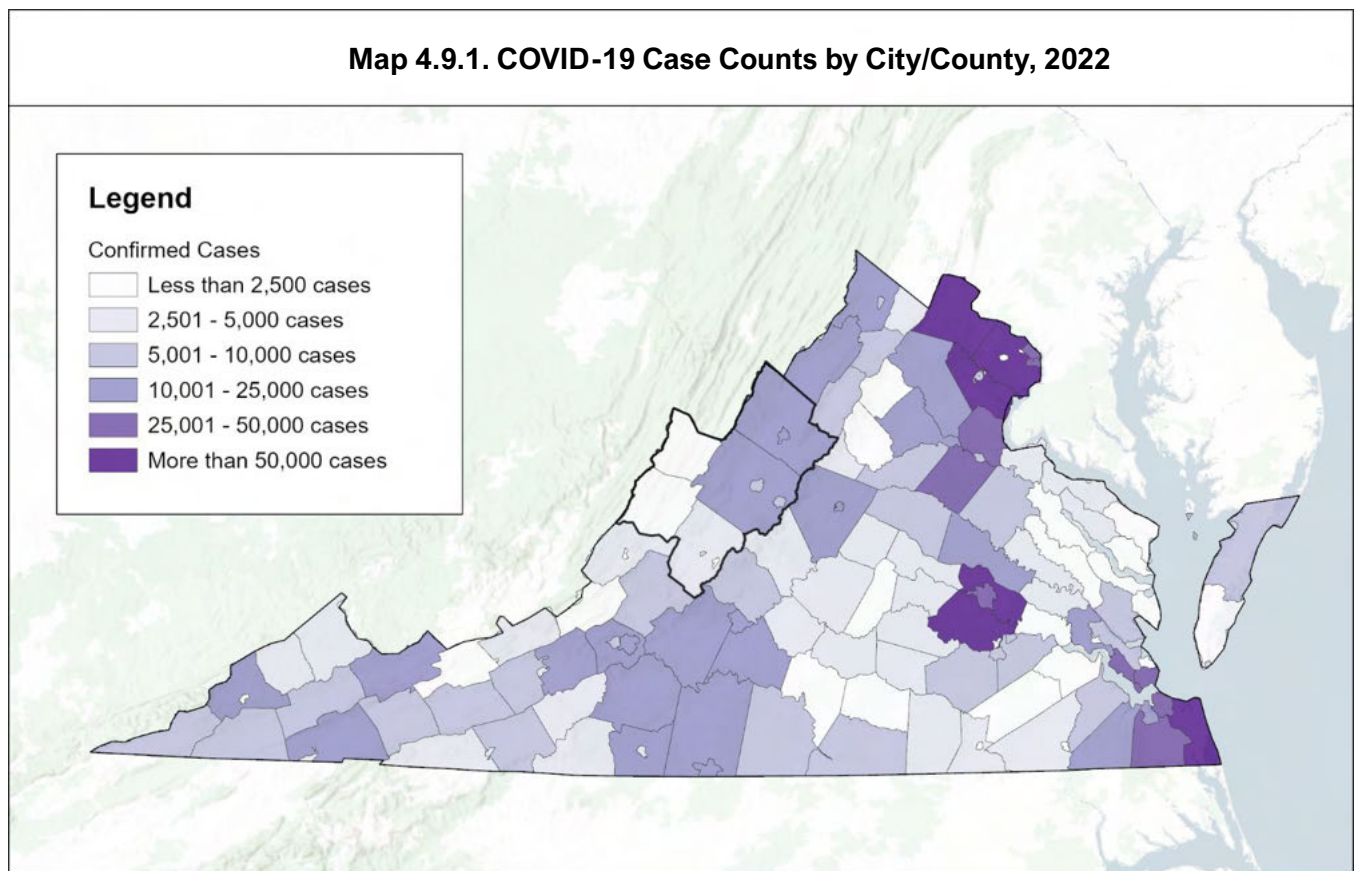 Map 4.9.1. COVID-19 Case Counts by City/County, 2022
Legend
Confirmed Cases
Less than 2,500 cases
2,501 - 5,000 cases
5,001 - 10,000 cases
10,001 - 25,000 cases
25,001 - 50,000 cases
More than 50,000 cases